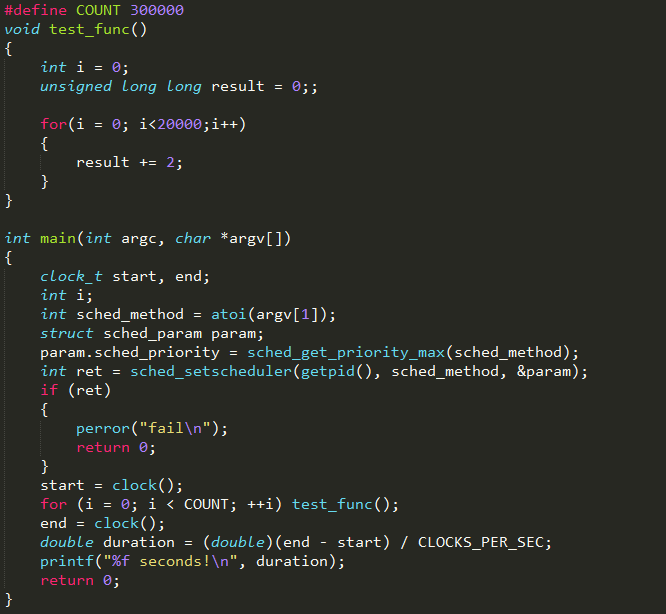 #define COUNT 300000
void test_func()
{
    int i = 0;
    unsigned long long result = 0;;

    for(i = 0; i<20000;i++)
    {
        result += 2;
    }
}

int main(int argc, char *argv[])
{
    clock_t start, end;
    int i;
    int sched_method = atoi(argv[1]);
    struct sched_param param;
    param.sched_priority = sched_get_priority_max(sched_method);
    int ret = sched_setscheduler(getpid(), sched_method, &param);
    if (ret)
    {
        perror("fail\n");
        return 0;
    }
    start = clock();
    for (i = 0; i < COUNT; ++i) test_func();
    end = clock();
    double duration = (double)(end - start) / CLOCKS_PER_SEC;
    printf("%f seconds!\n", duration);
    return 0;
}